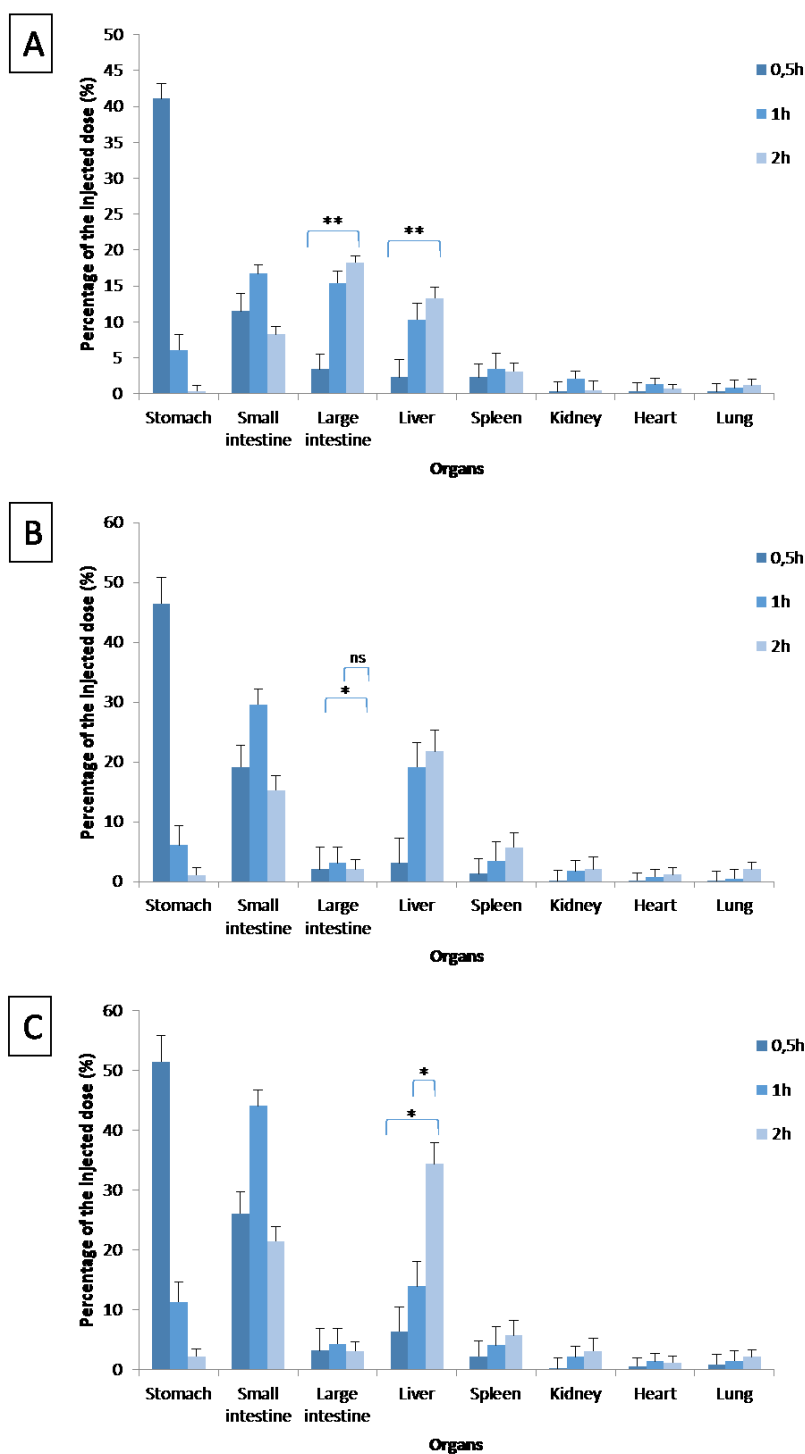 A
Percentage of the Injected dose (%)
50
45
40
35
30
25
20
15
10
5
0
**
**
0,5h
1h
2h
Stomach Small intestine Large intestine Liver Spleen Kidney Heart Lung
Organs
B
Percentage of the Injected dose (%)
60
50
40
30
20
10
0
ns
*
0,5h
1h
2h
Stomach Small intestine Large intestine Liver Spleen Kidney Heart Lung
Organs
C
Percentage of the Injected dose (%)
60
50
40
30
20
10
0
*
*
0,5h
1h
2h
Stomach Small intestine Large intestine Liver Spleen Kidney Heart Lung
Organs